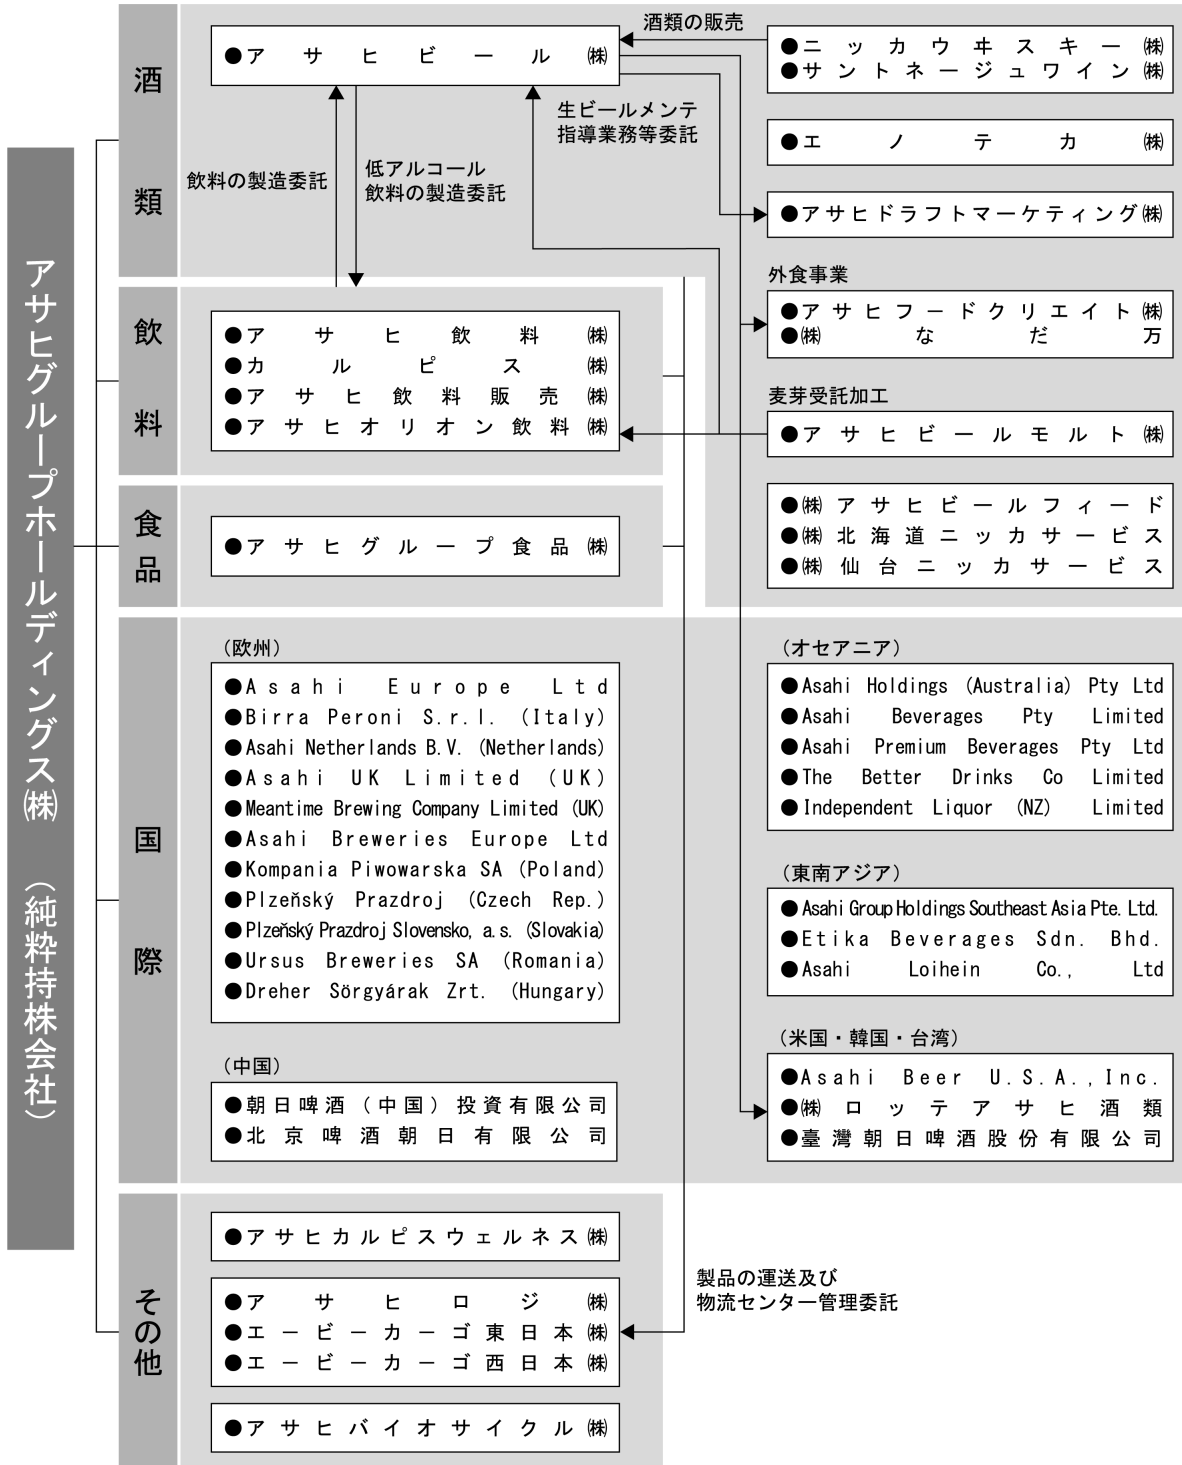 アサヒグループホールディングス㈱ （純粋持株会社）
酒類
●アサヒビール㈱
酒類の販売
●ニッカウヰスキー㈱
●サントネージュワイン㈱
生ビールメンテ
指導業務等委託
●エノテカ㈱
飲料の製造委託
低アルコール
飲料の製造委託
●アサヒドラフトマーケティング㈱
外食事業
●アサヒフードクリエイト㈱
●㈱なだ万
麦芽受託加工
●アサヒビールモルト㈱
●㈱アサヒビールフィード
●㈱北海道ニッカサービス
●㈱仙台ニッカサービス
飲料
●アサヒ飲料㈱
●カルピス㈱
●アサヒ飲料販売㈱
●アサヒオリオン飲料㈱
食品
●アサヒグループ食品㈱
国際
（欧州）
●Asahi Europe Ltd
●Birra Peroni S.r.l. (Italy)
●Asahi Netherlands B.V. (Netherlands)
●Asahi UK Limited (UK)
●Meantime Brewing Company Limited (UK)
●Asahi Breweries Europe Ltd
●Kompania Piwowarska SA (Poland)
●Plzeňský Prazdroj (Czech Rep.)
●Plzeňský Prazdroj Slovensko, a.s. (Slovakia)
●Ursus Breweries SA (Romania)
●Dreher Sörgyárak Zrt. (Hungary)
（中国）
●朝日啤酒（中国）投資有限公司
●北京啤酒朝日有限公司
（オセアニア）
●Asahi Holdings (Australia) Pty Ltd
●Asahi Beverages Pty Limited
●Asahi Premium Beverages Pty Ltd
●The Better Drinks Co Limited
●Independent Liquor (NZ) Limited
（東南アジア）
●Asahi Group Holdings Southeast Asia Pte. Ltd.
●Etika Beverages Sdn. Bhd.
●Asahi Loihein Co., Ltd
（米国・韓国・台湾）
●Asahi Beer U.S.A.,Inc.
●㈱ロッテアサヒ酒類
●臺灣朝日啤酒股份有限公司
その他
●アサヒカルピスウェルネス㈱
●アサヒロジ㈱
●エービーカーゴ東日本㈱
●エービーカーゴ西日本㈱
●アサヒバイオサイクル㈱
製品の運送及び
物流センター管理委託